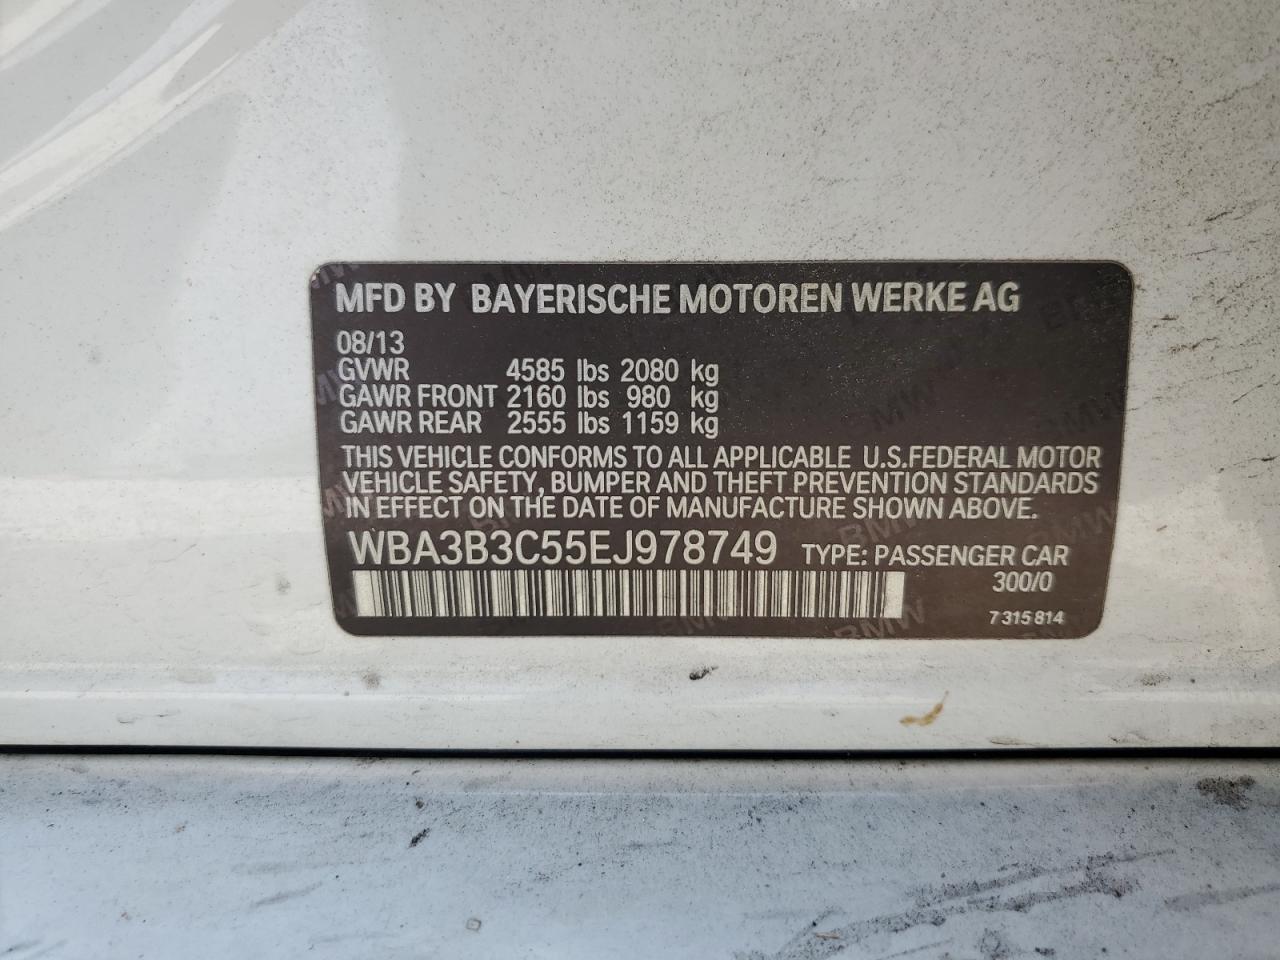 MFD BY BAYERISCHE MOTOREN WERKE AG
08/13
GVWR 4585 lbs 2080 kg
GAWR FRONT 2160 lbs 980 kg
GAWR REAR 2555 lbs 1159 kg
THIS VEHICLE CONFORMS TO ALL APPLICABLE U.S.FEDERAL MOTOR
VEHICLE SAFETY, BUMPER AND THEFT PREVENTION STANDARDS
IN EFFECT ON THE DATE OF MANUFACTURE SHOWN ABOVE.
WBA3B3C55EJ978749 TYPE: PASSENGER CAR
300/0
7 315 814